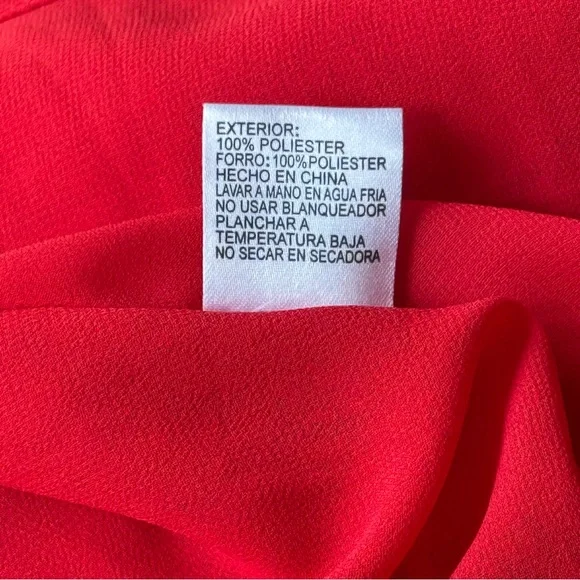 EXTERIOR:
100% POLIESTER
FORRO: 100% POLIESTER
HECHO EN CHINA
LAVAR A MANO EN AGUA FRIA
NO USAR BLANQUEADOR
PLANCHAR A
TEMPERATURA BAJA
NO SECAR EN SECADORA